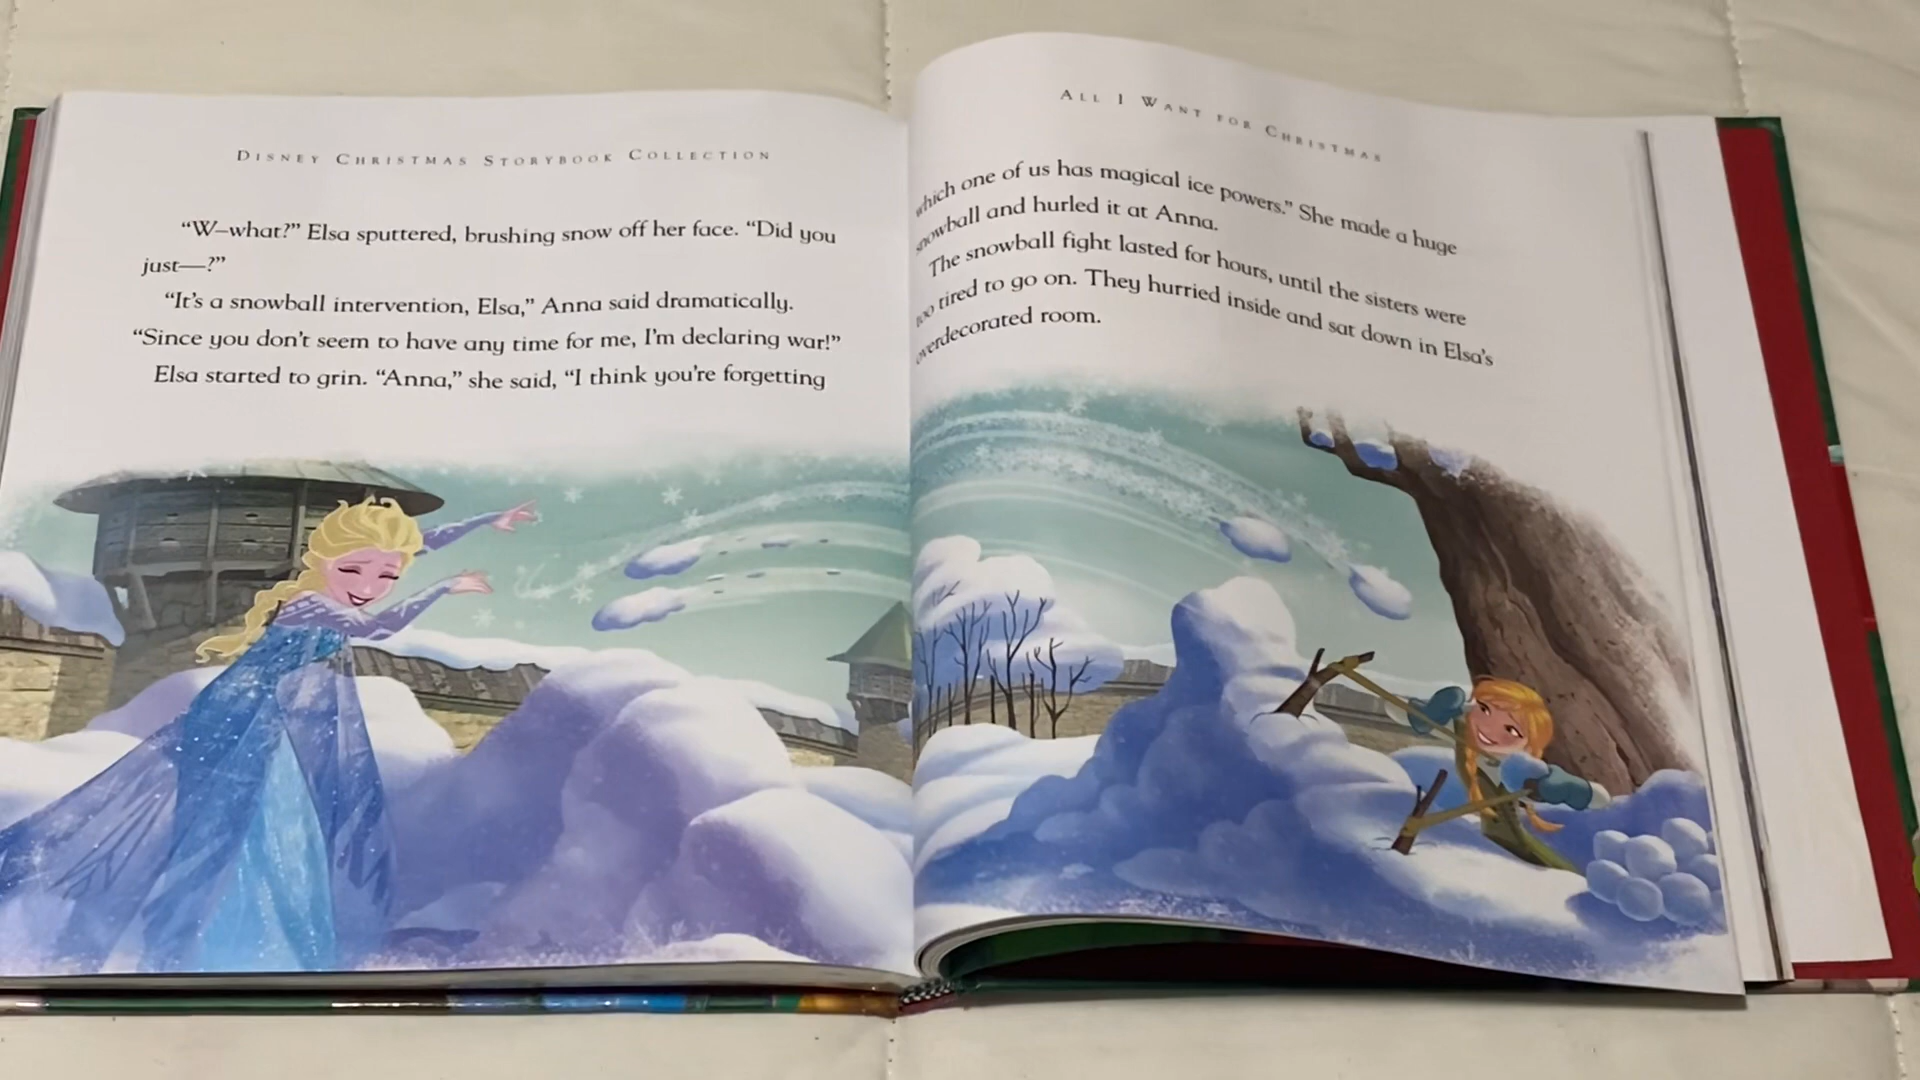 DISNEY CHRISTMAS STORYBOOK COLLECTION
“W–what?” Elsa sputtered, brushing snow off her face. “Did you
just—?”
“It’s a snowball intervention, Elsa,” Anna said dramatically.
“Since you don’t seem to have any time for me, I’m declaring war!”
Elsa started to grin. “Anna,” she said, “I think you’re forgetting
ALL I WANT FOR CHRISTMAS
which one of us has magical ice powers.” She made a huge
snowball and hurled it at Anna.
The snowball fight lasted for hours, until the sisters were
too tired to go on. They hurried inside and sat down in Elsa’s
overdecorated room.